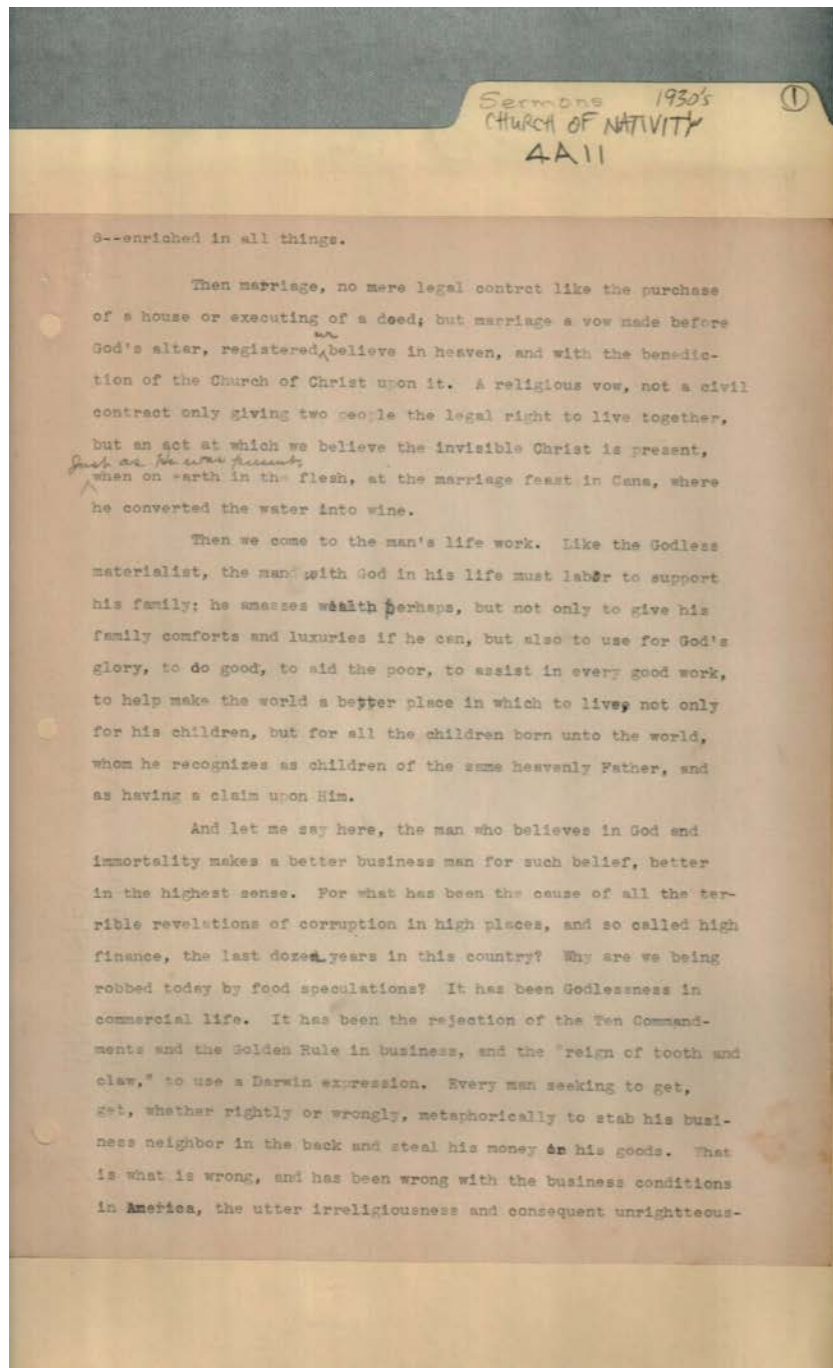 Sermons 1930's ①
CHURCH OF NATIVITY
4A11
6--enriched in all things.
Then marriage, no mere legal contrct like the purchase
of a house or executing of a deed; but marriage a vow made before
we
God's altar, registered believe in heaven, and with the benedic-
tion of the Church of Christ upon it. A religious vow, not a civil
contract only giving two people the legal right to live together,
but an act at which we believe the invisible Christ is present,
Just as He was present
when on earth in the flesh, at the marriage feast in Cana, where
he converted the water into wine.
Then we come to the man's life work. Like the Godless
materialist, the man with God in his life must labor to support
his family: he amasses wealth perhaps, but not only to give his
family comforts and luxuries if he can, but also to use for God's
glory, to do good, to aid the poor, to assist in every good work,
to help make the world a better place in which to live, not only
for his children, but for all the children born unto the world,
whom he recognizes as children of the same heavenly Father, and
as having a claim upon Him.
And let me say here, the man who believes in God and
immortality makes a better business man for such belief, better
in the highest sense. For what has been the cause of all the ter-
rible revelations of corruption in high places, and so called high
finance, the last dozen years in this country? Why are we being
robbed today by food speculations? It has been Godlessness in
commercial life. It has been the rejection of the Ten Command-
ments and the Golden Rule in business, and the "reign of tooth and
claw," to use a Darwin expression. Every man seeking to get,
get, whether rightly or wrongly, metaphorically to stab his busi-
ness neighbor in the back and steal his money or his goods. That
is what is wrong, and has been wrong with the business conditions
in America, the utter irreligiousness and consequent unrightteous-